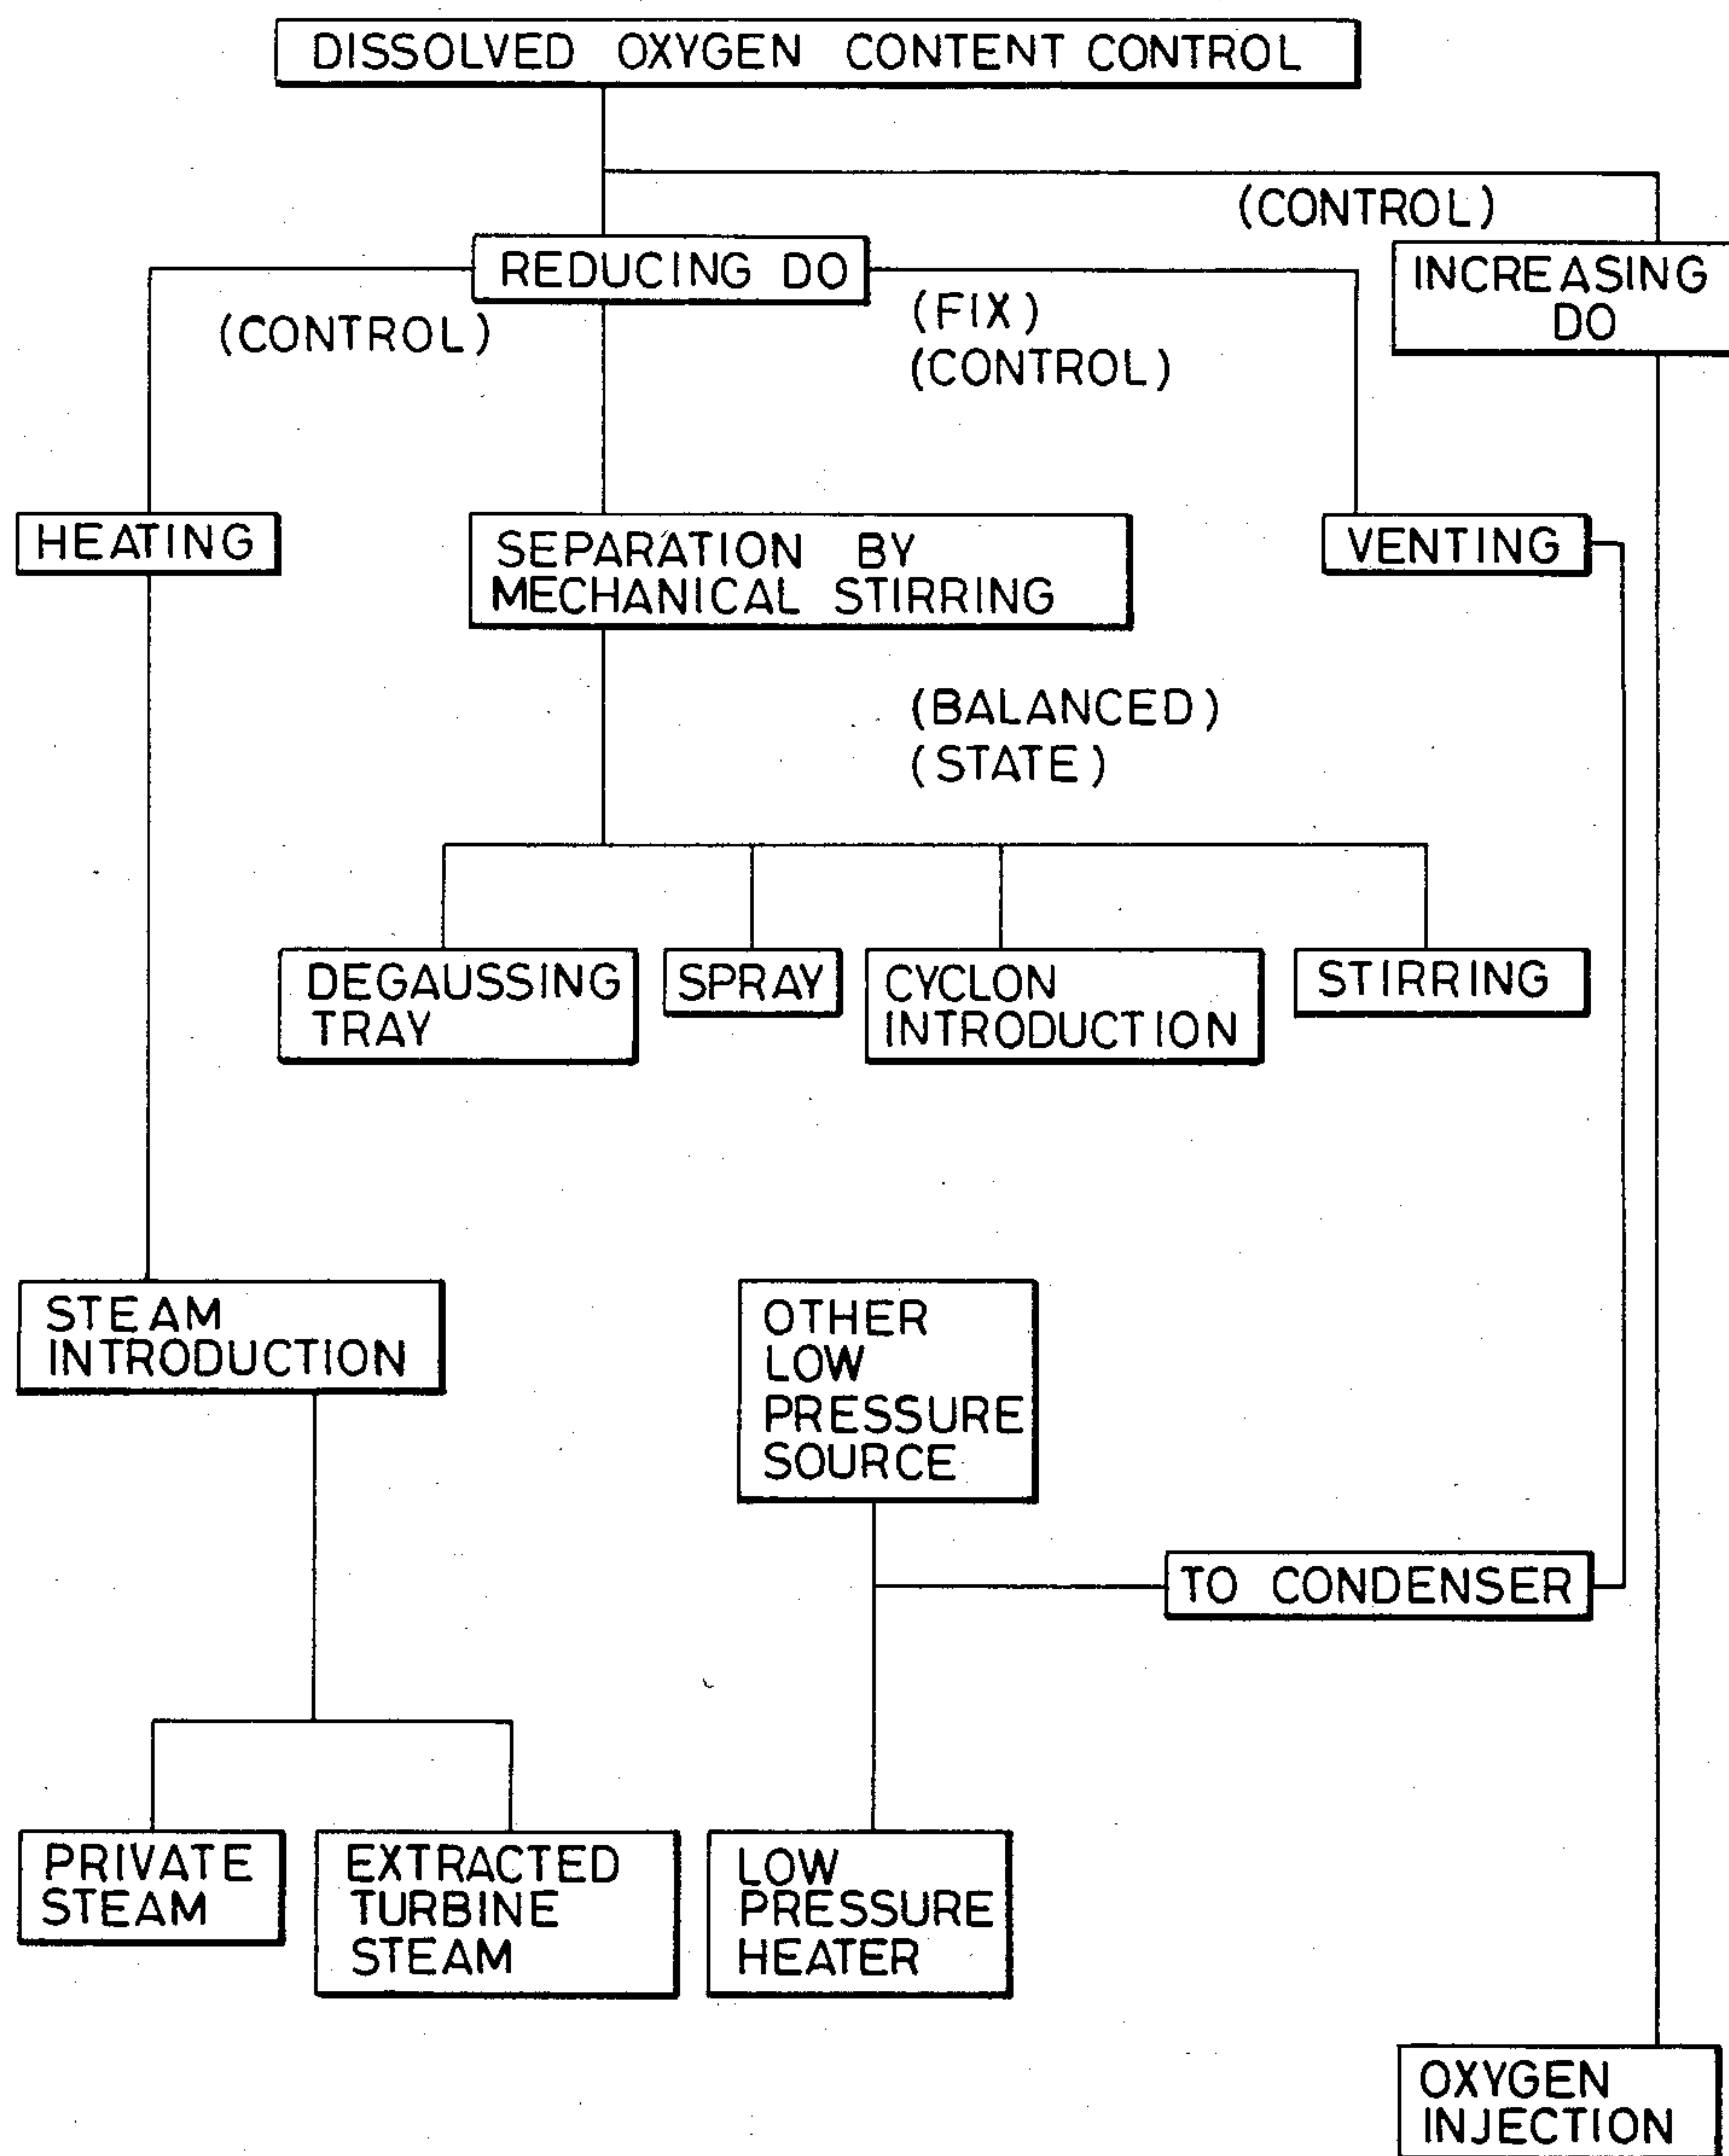 DISSOLVED OXYGEN CONTENT CONTROL
(CONTROL)
REDUCING DO
INCREASING
DO
(CONTROL)
(FIX)
(CONTROL)
HEATING
SEPARATION BY
MECHANICAL STIRRING
VENTING
(BALANCED)
(STATE)
DEGAUSSING
TRAY
SPRAY
CYCLON
INTRODUCTION
STIRRING
STEAM
INTRODUCTION
OTHER
LOW
PRESSURE
SOURCE
TO CONDENSER
PRIVATE
STEAM
EXTRACTED
TURBINE
STEAM
LOW
PRESSURE
HEATER
OXYGEN
INJECTION